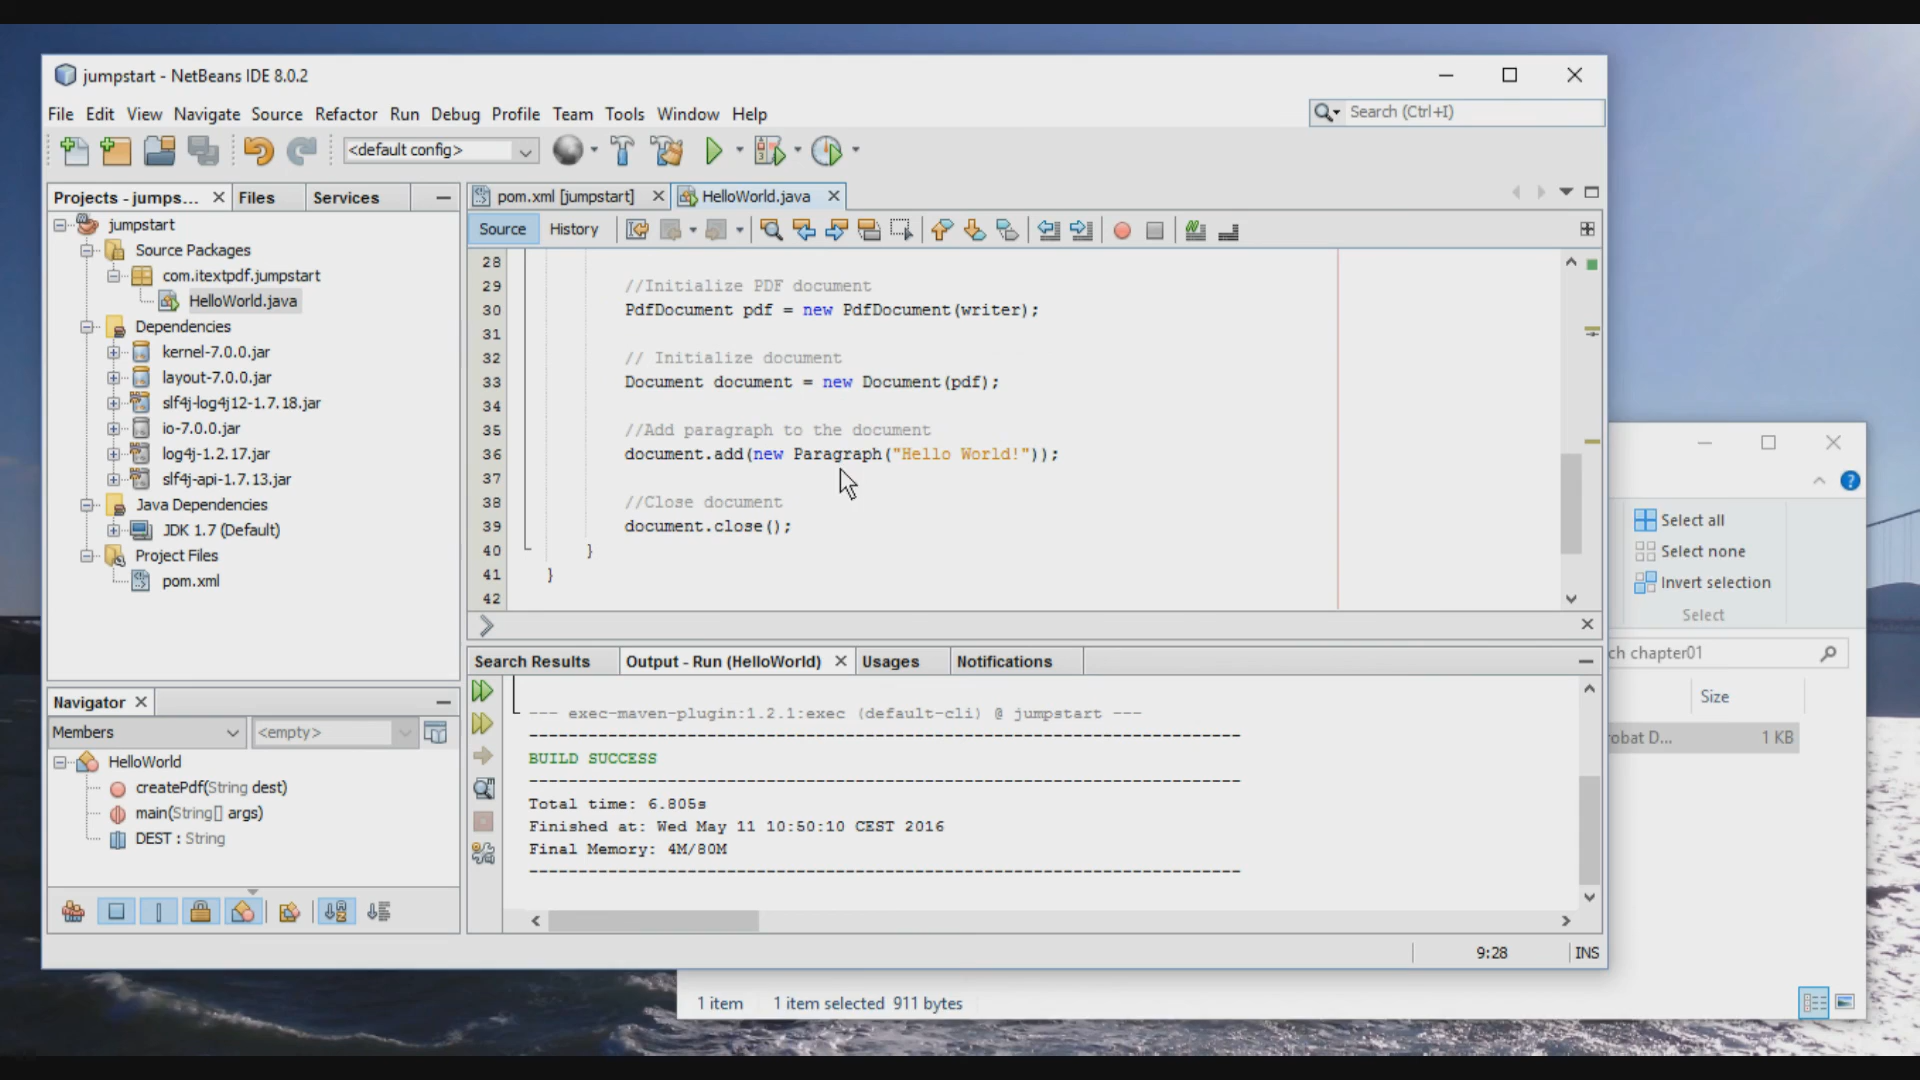 jumpstart - NetBeans IDE 8.0.2
File Edit View Navigate Source Refactor Run Debug Profile Team Tools Window Help
Search (Ctrl+I)
<default config>
Projects - jumps...
Files
Services
jumpstart
Source Packages
com.itextpdf.jumpstart
HelloWorld.java
Dependencies
kernel-7.0.0.jar
layout-7.0.0.jar
slf4j-log4j12-1.7.18.jar
io-7.0.0.jar
log4j-1.2.17.jar
slf4j-api-1.7.13.jar
Java Dependencies
JDK 1.7 (Default)
Project Files
pom.xml
Navigator
Members
<empty>
HelloWorld
createPdf(String dest)
main(String[] args)
DEST : String
pom.xml [jumpstart]
HelloWorld.java
Source
History
28
29 //Initialize PDF document
30 PdfDocument pdf = new PdfDocument(writer);
31
32 // Initialize document
33 Document document = new Document(pdf);
34
35 //Add paragraph to the document
36 document.add(new Paragraph("Hello World!"));
37
38 //Close document
39 document.close();
40 }
41 }
42
Search Results
Output - Run (HelloWorld)
Usages
Notifications
--- exec-maven-plugin:1.2.1:exec (default-cli) @ jumpstart ---
------------------------------------------------------------------------
BUILD SUCCESS
------------------------------------------------------------------------
Total time: 6.805s
Finished at: Wed May 11 10:50:10 CEST 2016
Final Memory: 4M/80M
------------------------------------------------------------------------
9:28
INS
Select all
Select none
Invert selection
Select
ch chapter01
Size
robat D...
1 KB
1 item
1 item selected 911 bytes